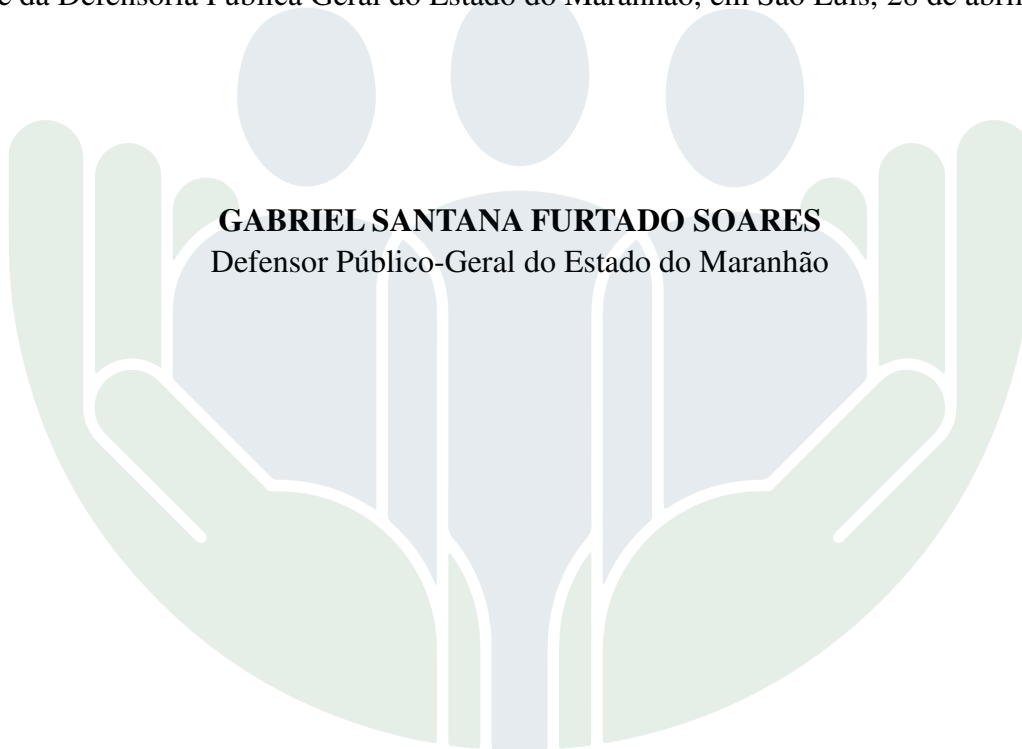 da Defensoria Pública Geral do Estado do Maranhão, em São Luís, 28 de abril
GABRIEL SANTANA FURTADO SOARES
Defensor Público-Geral do Estado do Maranhão